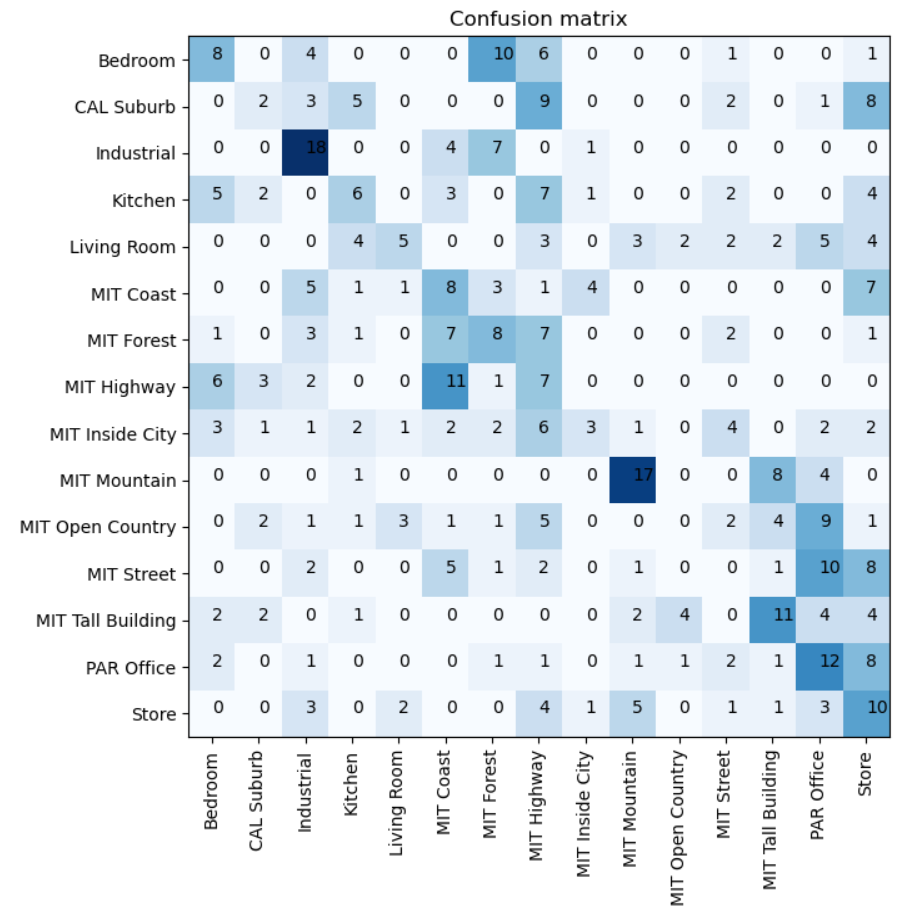 Confusion matrix
Bedroom 8 0 4 0 0 0 10 6 0 0 0 1 0 0 1
CAL Suburb 0 2 3 5 0 0 0 9 0 0 0 2 0 1 8
Industrial 0 0 18 0 0 4 7 0 1 0 0 0 0 0 0
Kitchen 5 2 0 6 0 3 0 7 1 0 0 2 0 0 4
Living Room 0 0 0 4 5 0 0 3 0 3 2 2 2 5 4
MIT Coast 0 0 5 1 1 8 3 1 4 0 0 0 0 0 7
MIT Forest 1 0 3 1 0 7 8 7 0 0 0 2 0 0 1
MIT Highway 6 3 2 0 0 11 1 7 0 0 0 0 0 0 0
MIT Inside City 3 1 1 2 1 2 2 6 3 1 0 4 0 2 2
MIT Mountain 0 0 0 1 0 0 0 0 0 17 0 0 8 4 0
MIT Open Country 0 2 1 1 3 1 1 5 0 0 0 2 4 9 1
MIT Street 0 0 2 0 0 5 1 2 0 1 0 0 1 10 8
MIT Tall Building 2 2 0 1 0 0 0 0 0 2 4 0 11 4 4
PAR Office 2 0 1 0 0 0 1 1 0 1 1 2 1 12 8
Store 0 0 3 0 2 0 0 4 1 5 0 1 1 3 10
Bedroom
CAL Suburb
Industrial
Kitchen
Living Room
MIT Coast
MIT Forest
MIT Highway
MIT Inside City
MIT Mountain
MIT Open Country
MIT Street
MIT Tall Building
PAR Office
Store